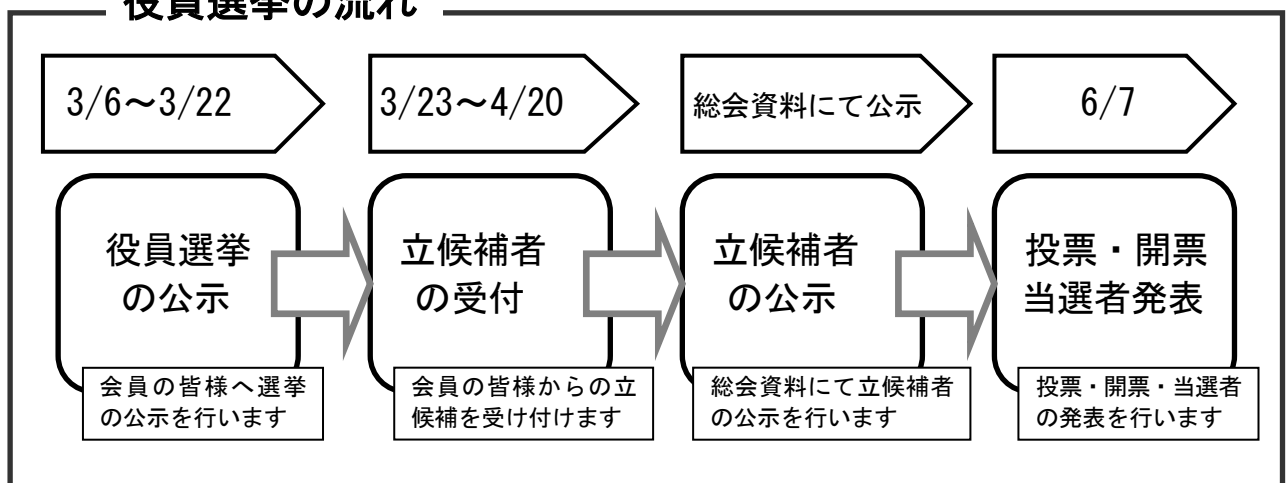 役員選挙の流れ
3/6～3/22
3/23～4/20
総会資料にて公示
6/7
役員選挙
の公示
立候補者
の受付
立候補者
の公示
投票・開票
当選者発表
会員の皆様へ選挙
の公示を行います
会員の皆様からの立
候補を受け付けます
総会資料にて立候補者
の公示を行います
投票・開票・当選者
の発表を行います